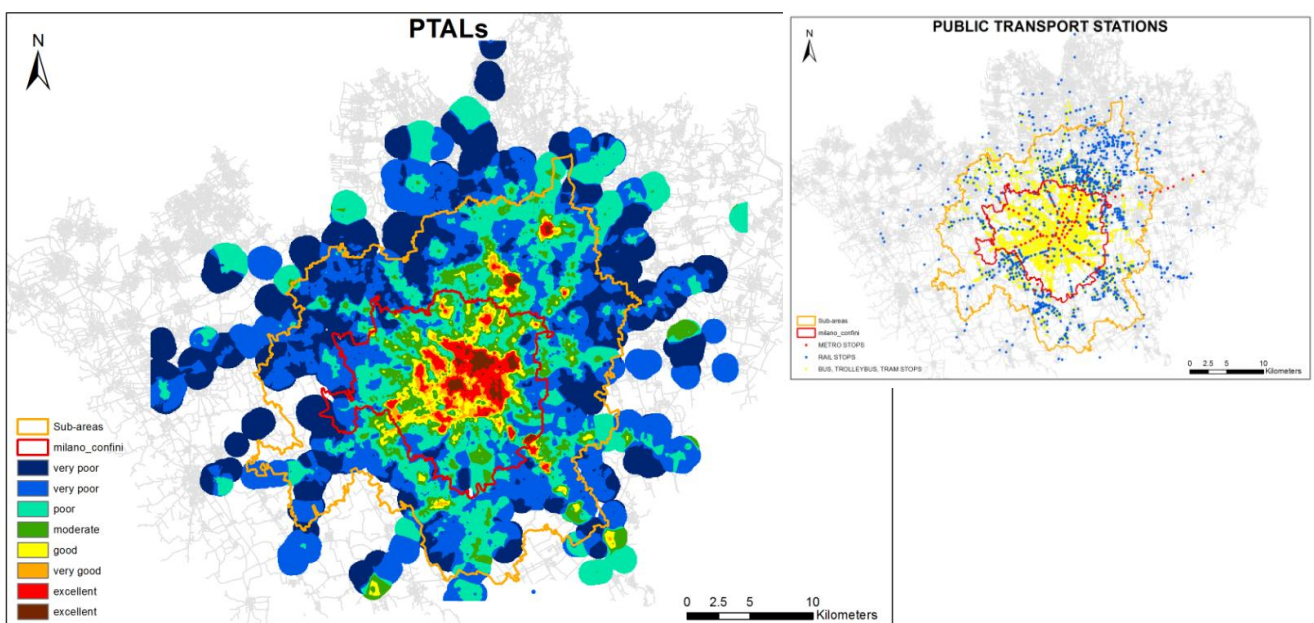 PTALs
N
Sub-areas
milano_confini
very poor
very poor
poor
moderate
good
very good
excellent
excellent
0 2.5 5 10
Kilometers
PUBLIC TRANSPORT STATIONS
N
Sub-areas
milano_confini
METRO STOPS
RAIL STOPS
BUS, TROLLEYBUS, TRAM STOPS
0 2.5 5 10
Kilometers